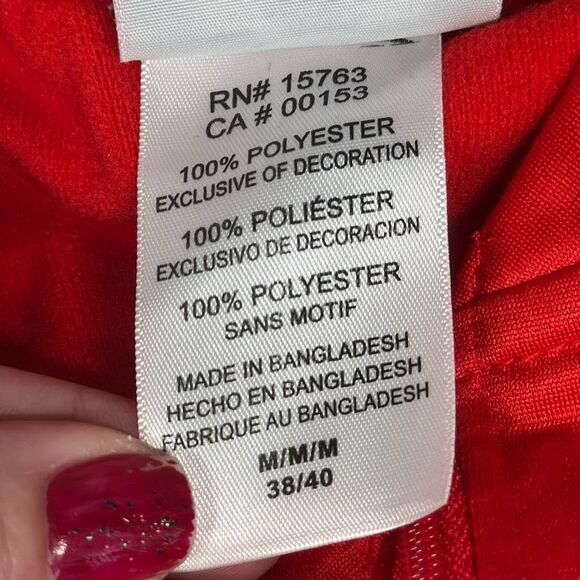 RN# 15763
CA # 00153
100% POLYESTER
EXCLUSIVE OF DECORATION
100% POLIÉSTER
EXCLUSIVO DE DECORACION
100% POLYESTER
SANS MOTIF
MADE IN BANGLADESH
HECHO EN BANGLADESH
FABRIQUE AU BANGLADESH
M/M/M
38/40